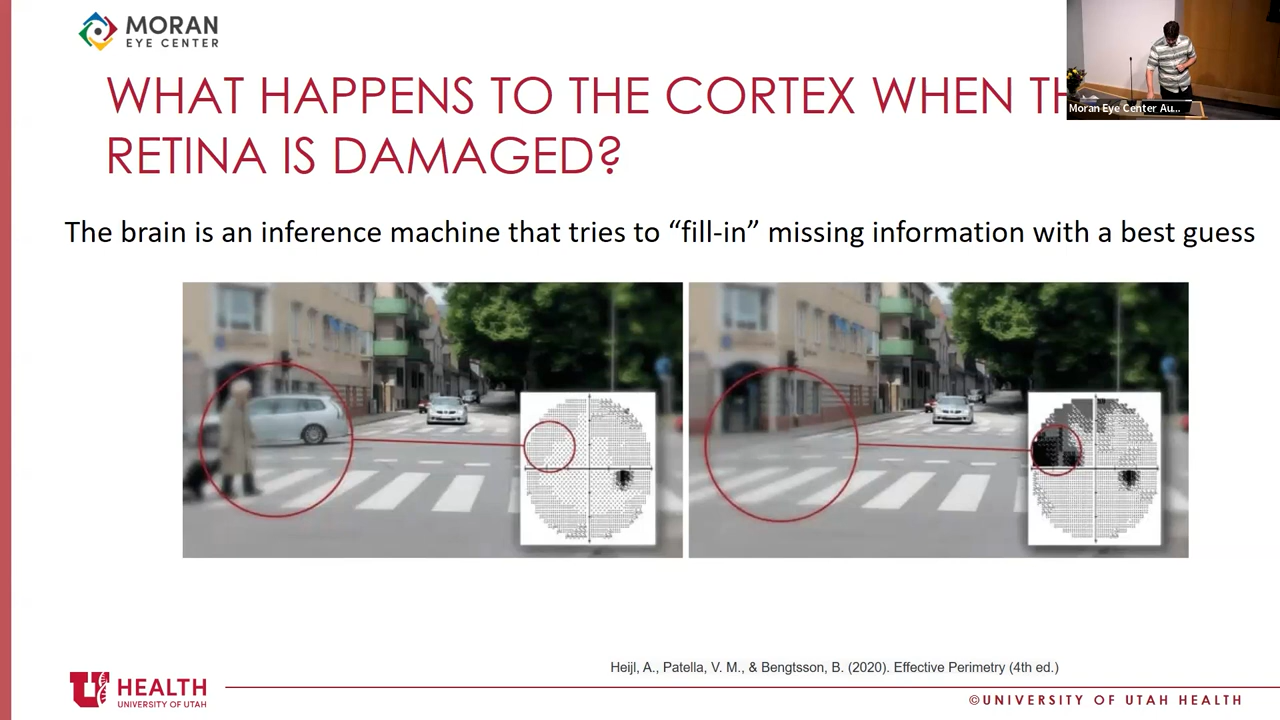 MORAN
EYE CENTER
WHAT HAPPENS TO THE CORTEX WHEN TH
RETINA IS DAMAGED?
Moran Eye Center Au...
The brain is an inference machine that tries to “fill-in” missing information with a best guess
Heijl, A., Patella, V. M., & Bengtsson, B. (2020). Effective Perimetry (4th ed.)
U HEALTH
UNIVERSITY OF UTAH
©UNIVERSITY OF UTAH HEALTH